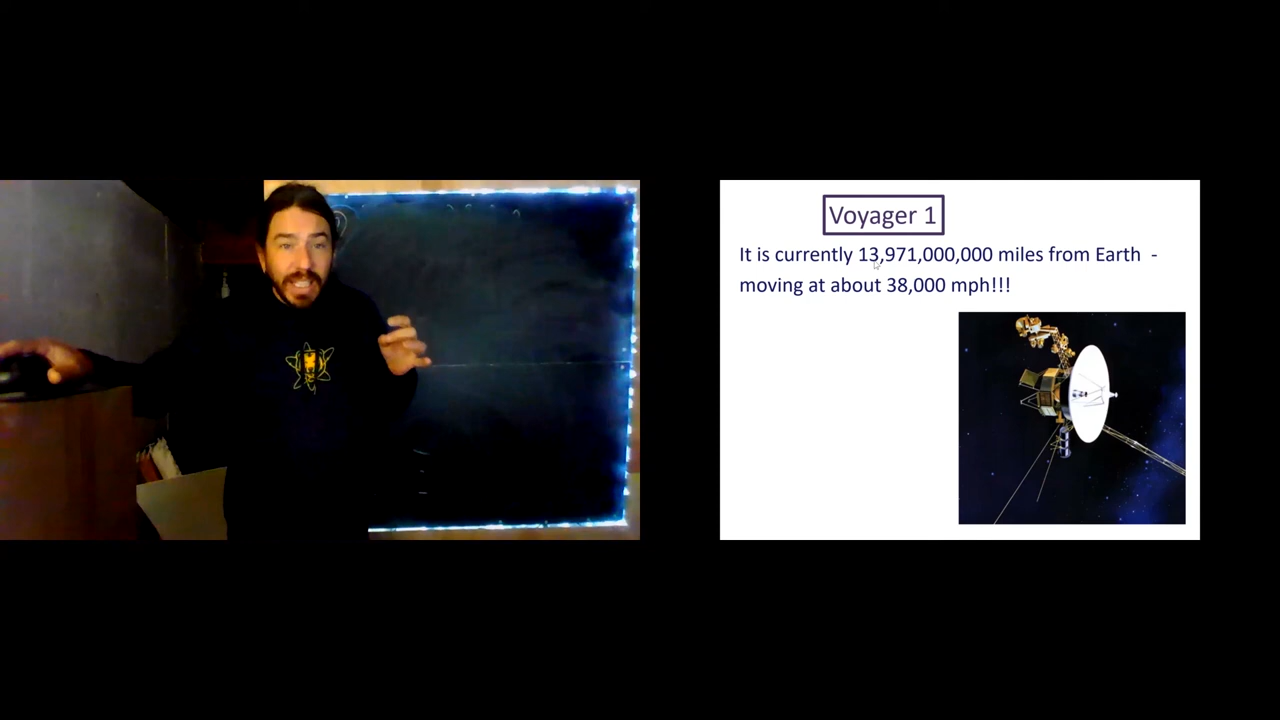 Voyager 1
It is currently 13,971,000,000 miles from Earth -
moving at about 38,000 mph!!!